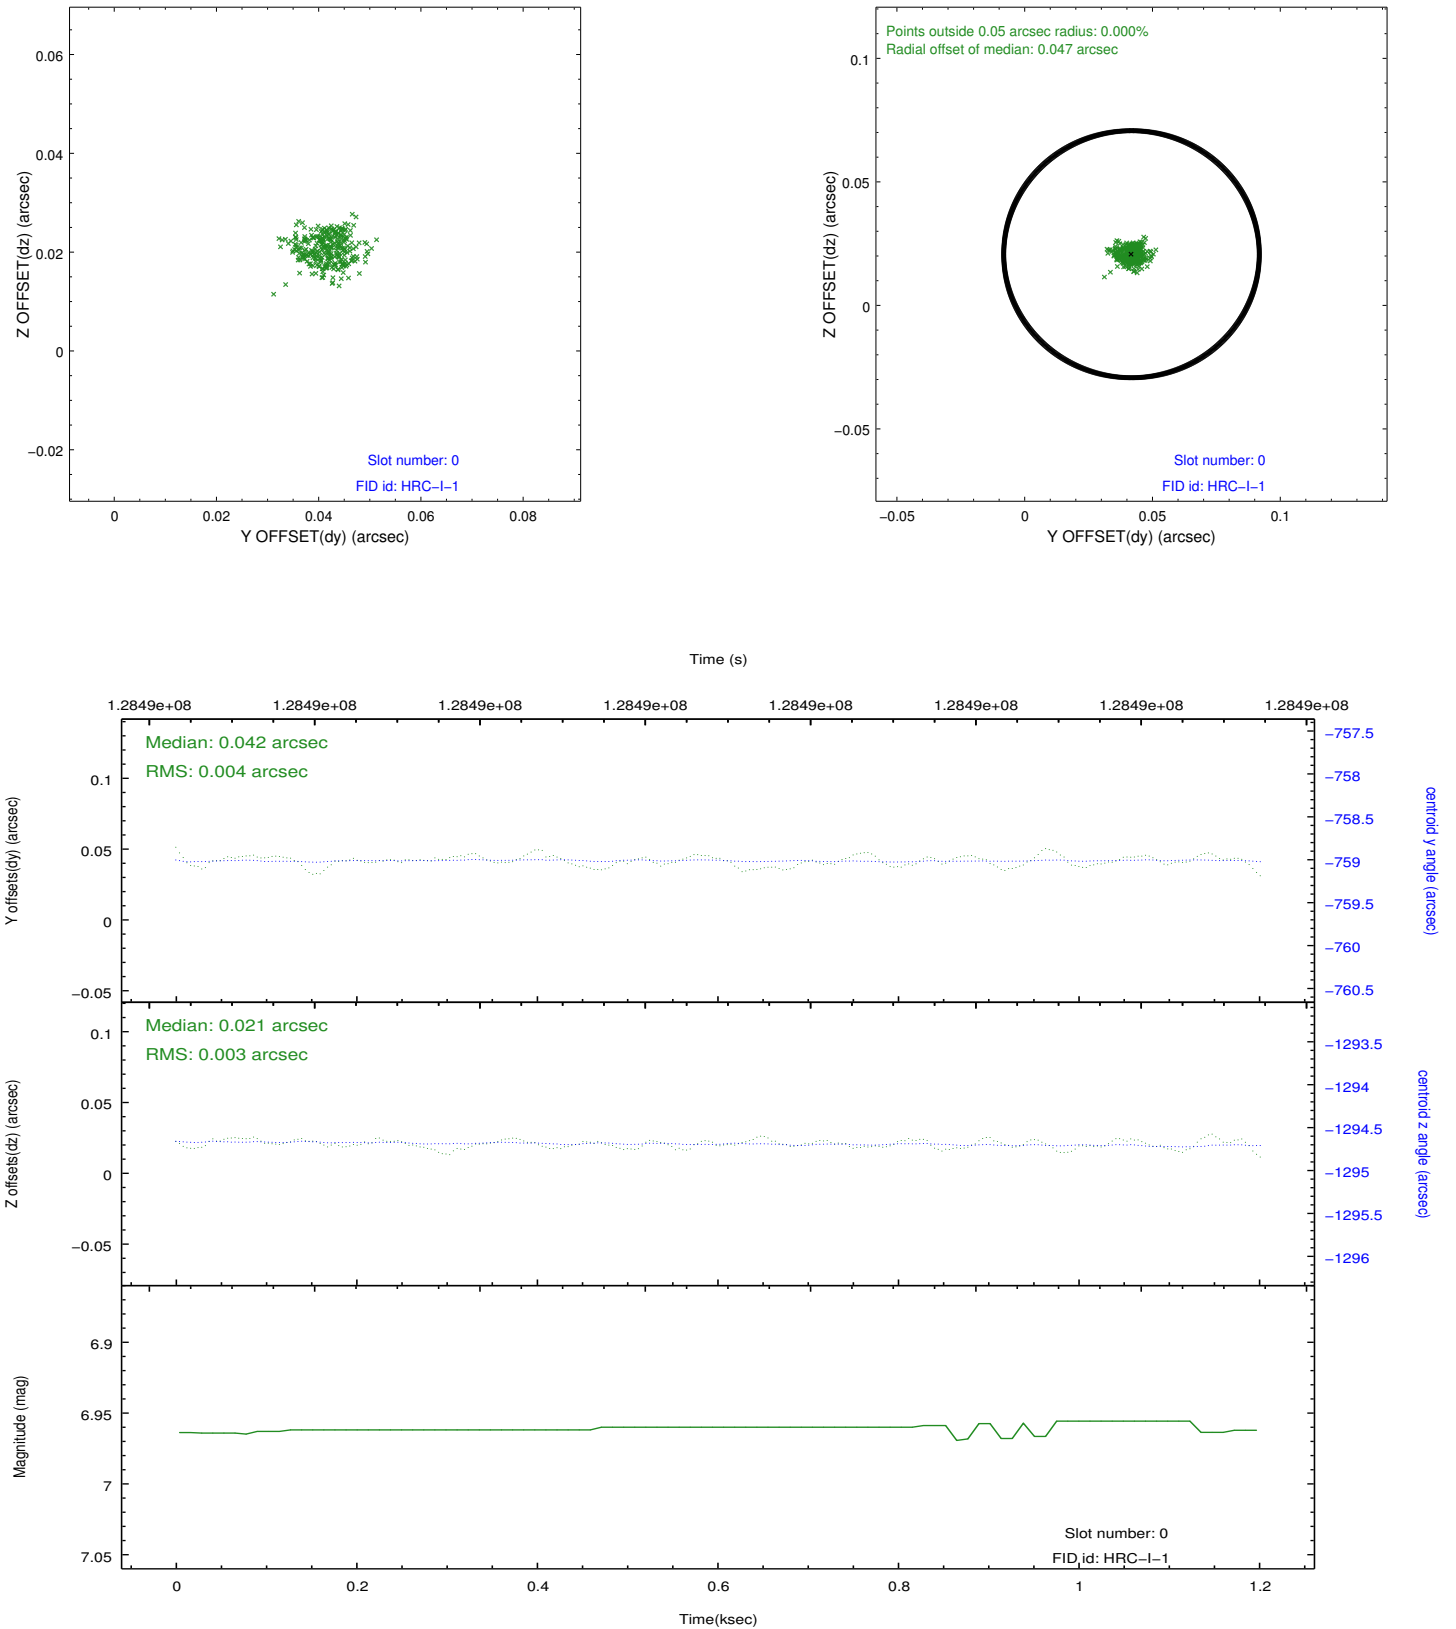 0.06
0.04
0.02
0
−0.02
Z OFFSET(dz) (arcsec)
Slot number: 0
FID id: HRC−I−1
0 0.02 0.04 0.06 0.08
Y OFFSET(dy) (arcsec)
Points outside 0.05 arcsec radius: 0.000%
Radial offset of median: 0.047 arcsec
0.1
0.05
0
−0.05
Z OFFSET(dz) (arcsec)
Slot number: 0
FID id: HRC−I−1
−0.05 0 0.05 0.1
Y OFFSET(dy) (arcsec)
Time (s)
1.2849e+08 1.2849e+08 1.2849e+08 1.2849e+08 1.2849e+08 1.2849e+08 1.2849e+08 1.2849e+08
Median: 0.042 arcsec
RMS: 0.004 arcsec
0.1
0.05
0
−0.05
Y offsets(dy) (arcsec)
−757.5
−758
−758.5
−759
−759.5
−760
−760.5
centroid y angle (arcsec)
Median: 0.021 arcsec
RMS: 0.003 arcsec
0.1
0.05
0
−0.05
Z offsets(dz) (arcsec)
−1293.5
−1294
−1294.5
−1295
−1295.5
−1296
centroid z angle (arcsec)
6.9
6.95
7
7.05
Magnitude (mag)
Slot number: 0
FID id: HRC−I−1
0 0.2 0.4 0.6 0.8 1 1.2
Time(ksec)